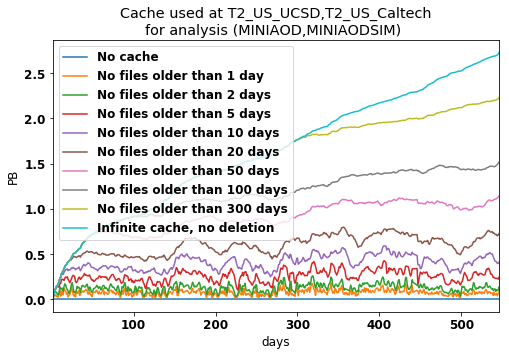 Cache used at T2_US_UCSD,T2_US_Caltech
for analysis (MINIAOD,MINIAODSIM)
No cache
No files older than 1 day
No files older than 2 days
No files older than 5 days
No files older than 10 days
No files older than 20 days
No files older than 50 days
No files older than 100 days
No files older than 300 days
Infinite cache, no deletion
PB
2.5
2.0
1.5
1.0
0.5
0.0
100
200
300
400
500
days